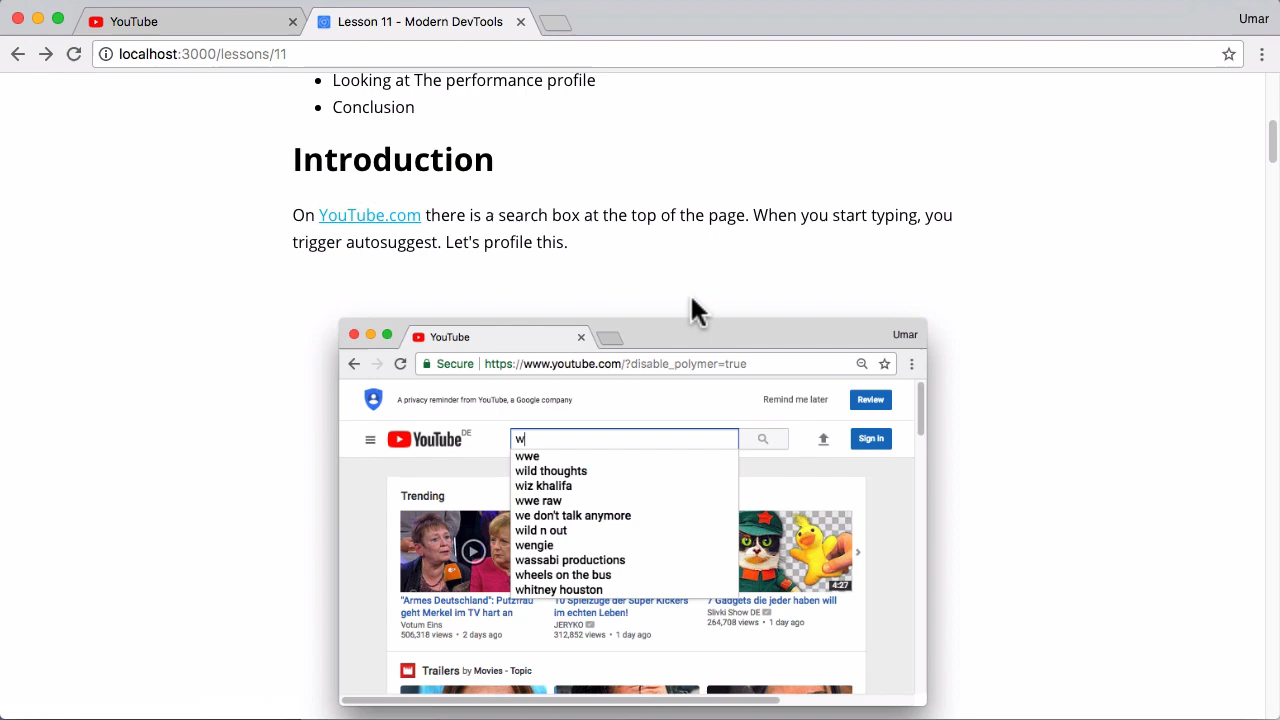 YouTube
Lesson 11 - Modern DevTools
Umar
localhost:3000/lessons/11
Looking at The performance profile
Conclusion
Introduction
On YouTube.com there is a search box at the top of the page. When you start typing, you
trigger autosuggest. Let's profile this.
YouTube
Umar
Secure https://www.youtube.com/?disable_polymer=true
A privacy reminder from YouTube, a Google company
Remind me later
Review
YouTube DE
w
Sign in
wwe
wild thoughts
wiz khalifa
wwe raw
we don't talk anymore
wild n out
wengie
wassabi productions
wheels on the bus
whitney houston
Trending
4:27
"Armes Deutschland": Putzfrau
geht Merkel im TV hart an
Votum Eins
506,318 views • 2 days ago
10 Spielzuge der Super Kickers
im echten Leben!
JERYKO
312,852 views • 1 day ago
7 Gadgets die jeder haben will
Slivki Show DE
264,708 views • 1 day ago
Trailers by Movies - Topic